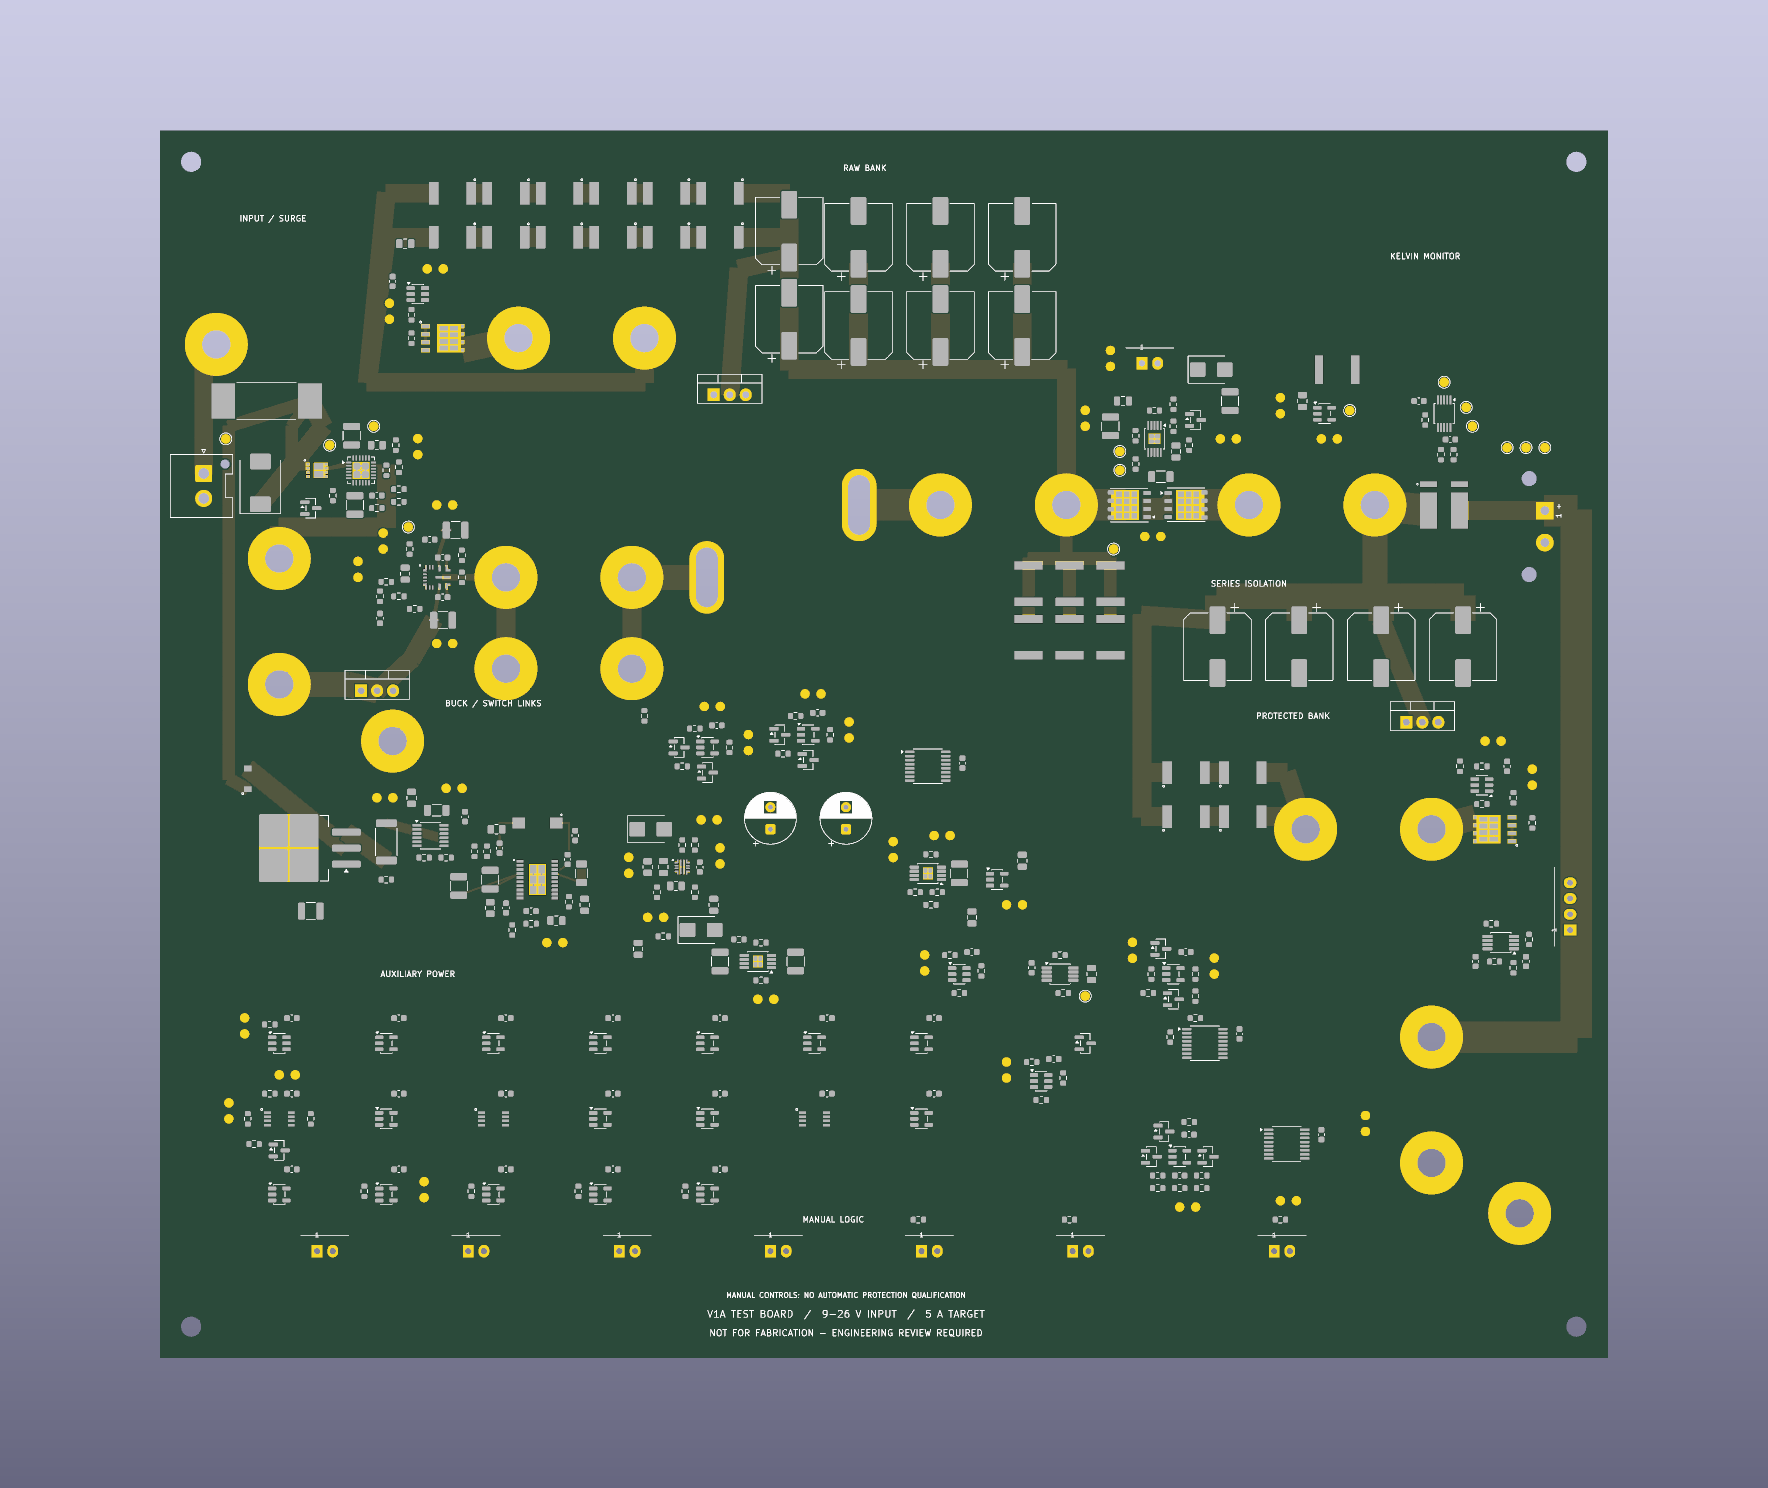 RAW BANK
INPUT / SURGE
KELVIN MONITOR
SERIES ISOLATION
BUCK / SWITCH LINKS
PROTECTED BANK
AUXILIARY POWER
MANUAL LOGIC
MANUAL CONTROLS: NO AUTOMATIC PROTECTION QUALIFICATION
V1A TEST BOARD / 9–26 V INPUT / 5 A TARGET
NOT FOR FABRICATION – ENGINEERING REVIEW REQUIRED